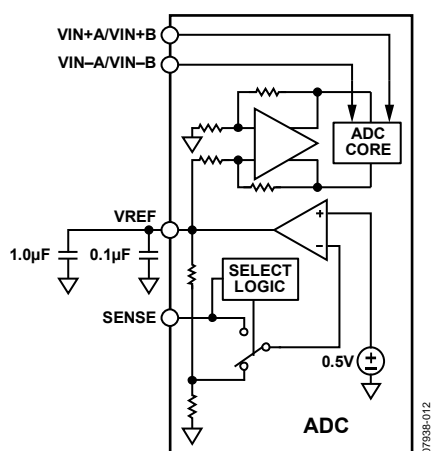 VIN+A/VIN+B
VIN–A/VIN–B
ADC
CORE
VREF
1.0µF
0.1µF
+
–
SELECT
LOGIC
SENSE
0.5V
+
–
ADC
07938-012